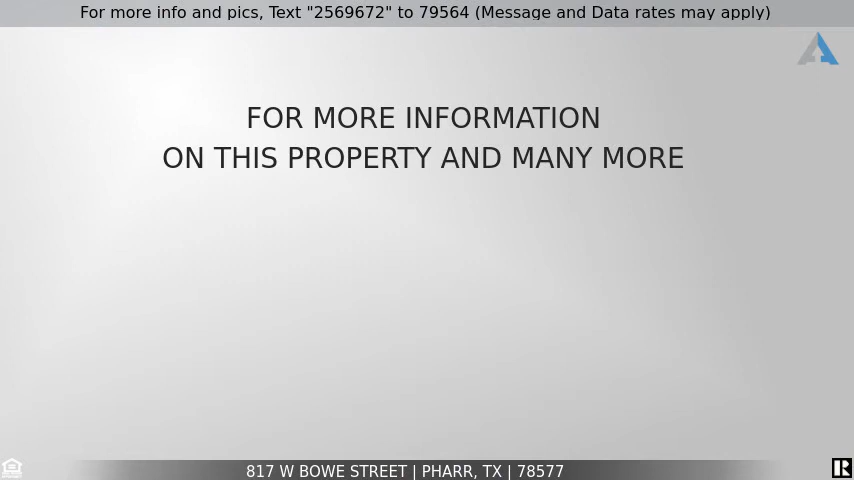 For more info and pics, Text "2569672" to 79564 (Message and Data rates may apply)
FOR MORE INFORMATION
ON THIS PROPERTY AND MANY MORE
817 W BOWE STREET | PHARR, TX | 78577